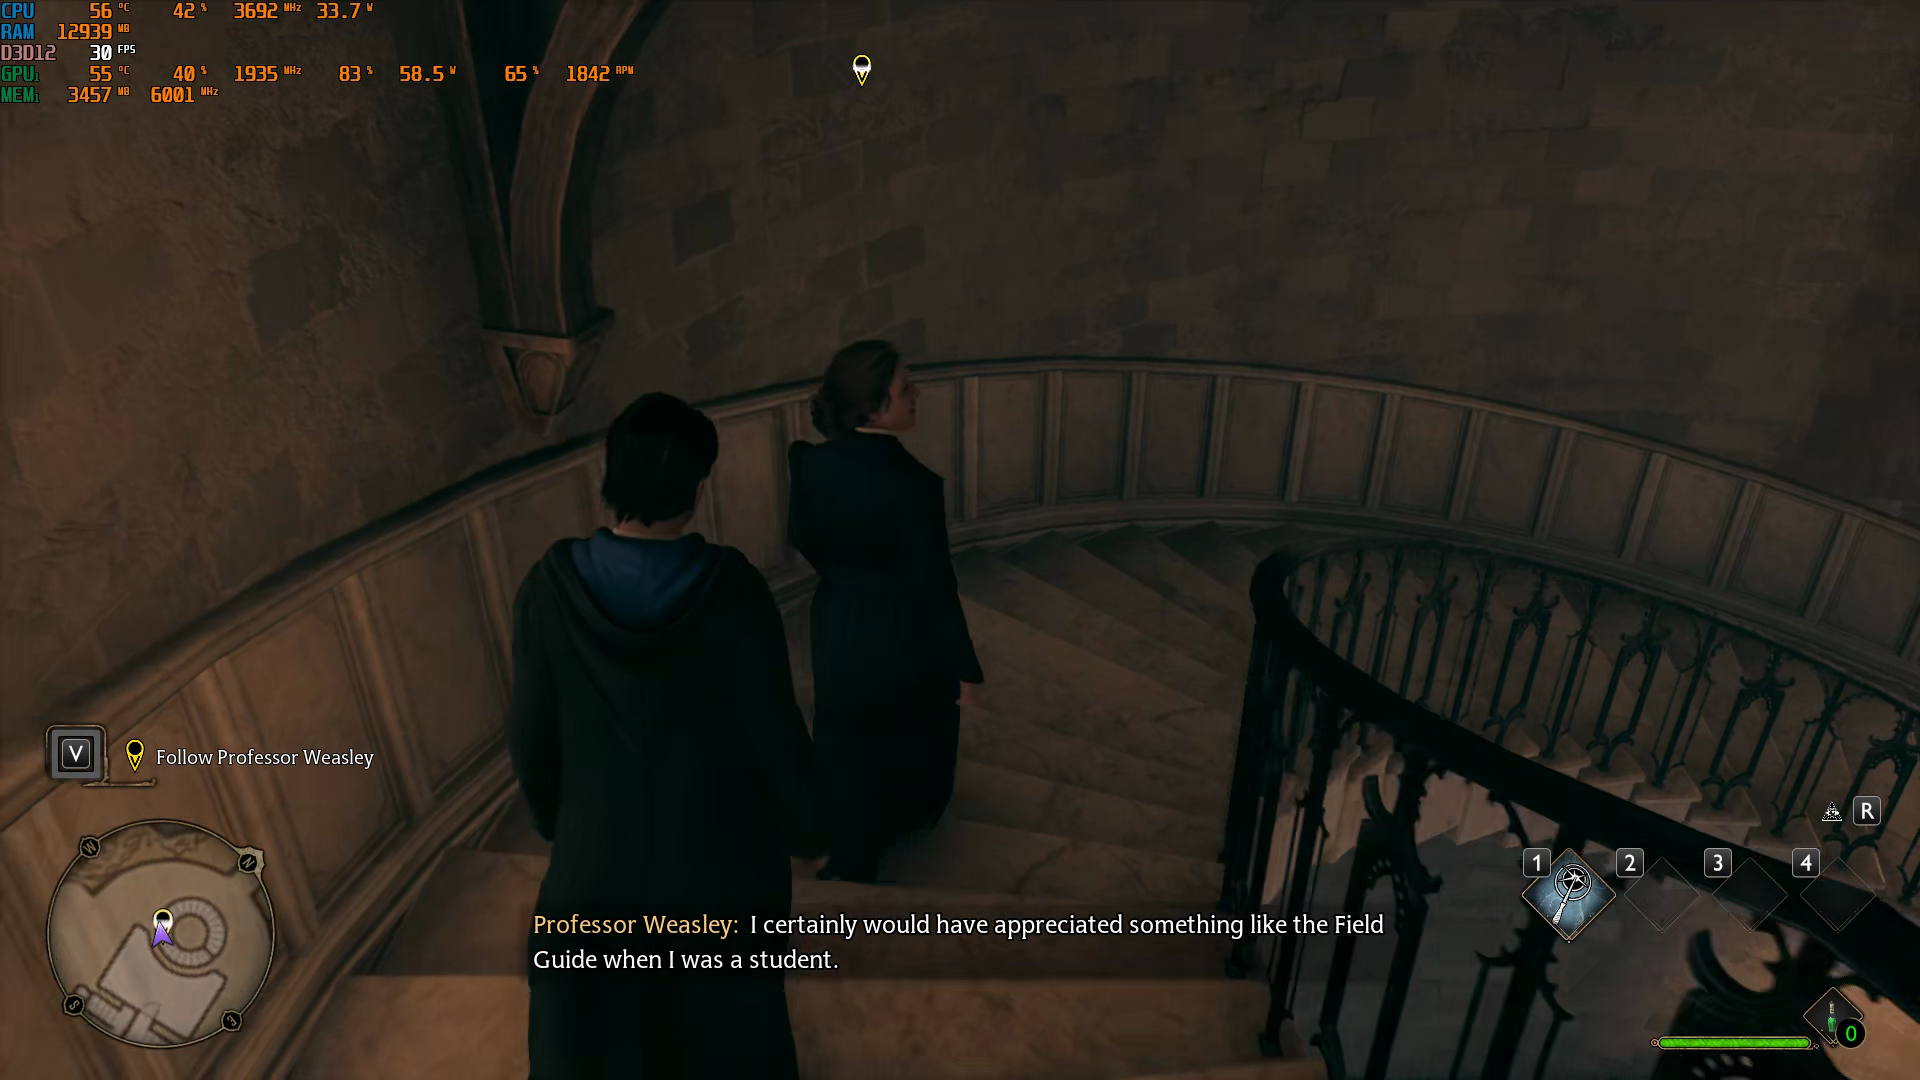 CPU 56 °C 42 % 3692 MHz 33.7 W
RAM 12939 MB
D3D12 30 FPS
GPU1 55 °C 40 % 1935 MHz 83 % 58.5 W 65 % 1842 RPM
MEM1 3457 MB 6001 MHz
V Follow Professor Weasley
R
1 2 3 4
W N
S E
Professor Weasley: I certainly would have appreciated something like the Field
Guide when I was a student.
0